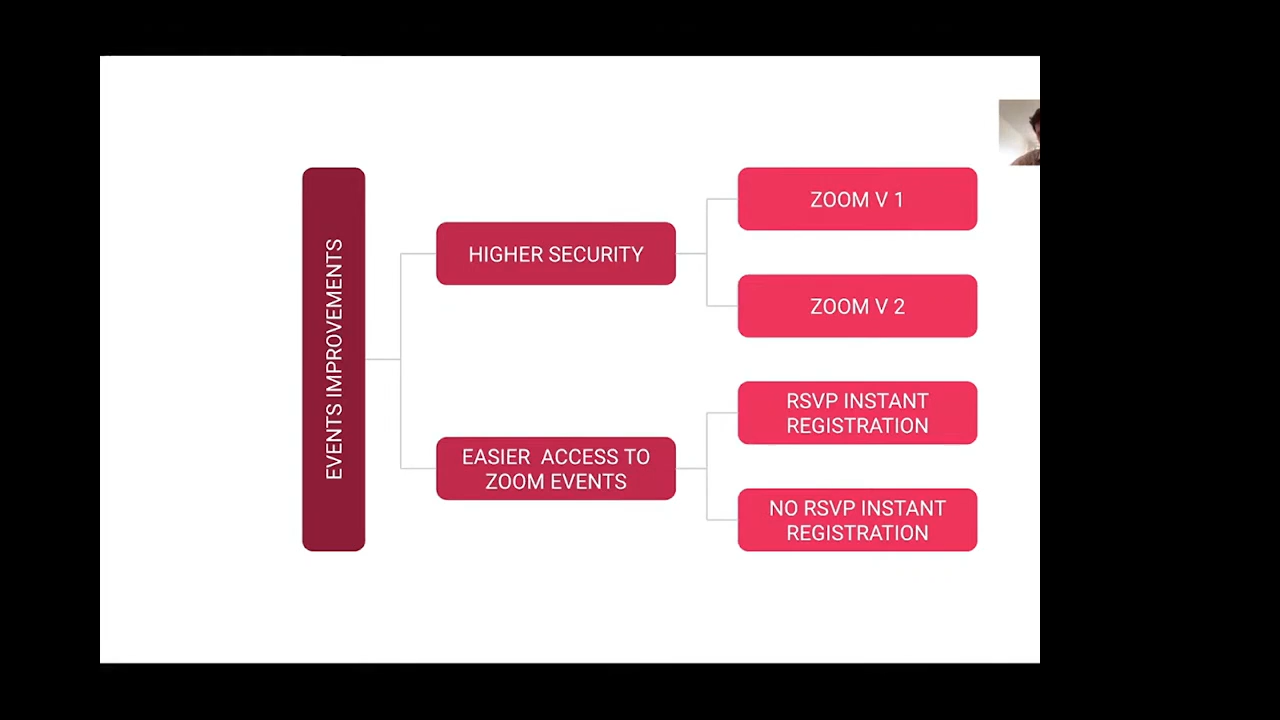 EVENTS IMPROVEMENTS
HIGHER SECURITY
ZOOM V 1
ZOOM V 2
EASIER  ACCESS TO
ZOOM EVENTS
RSVP INSTANT
REGISTRATION
NO RSVP INSTANT
REGISTRATION